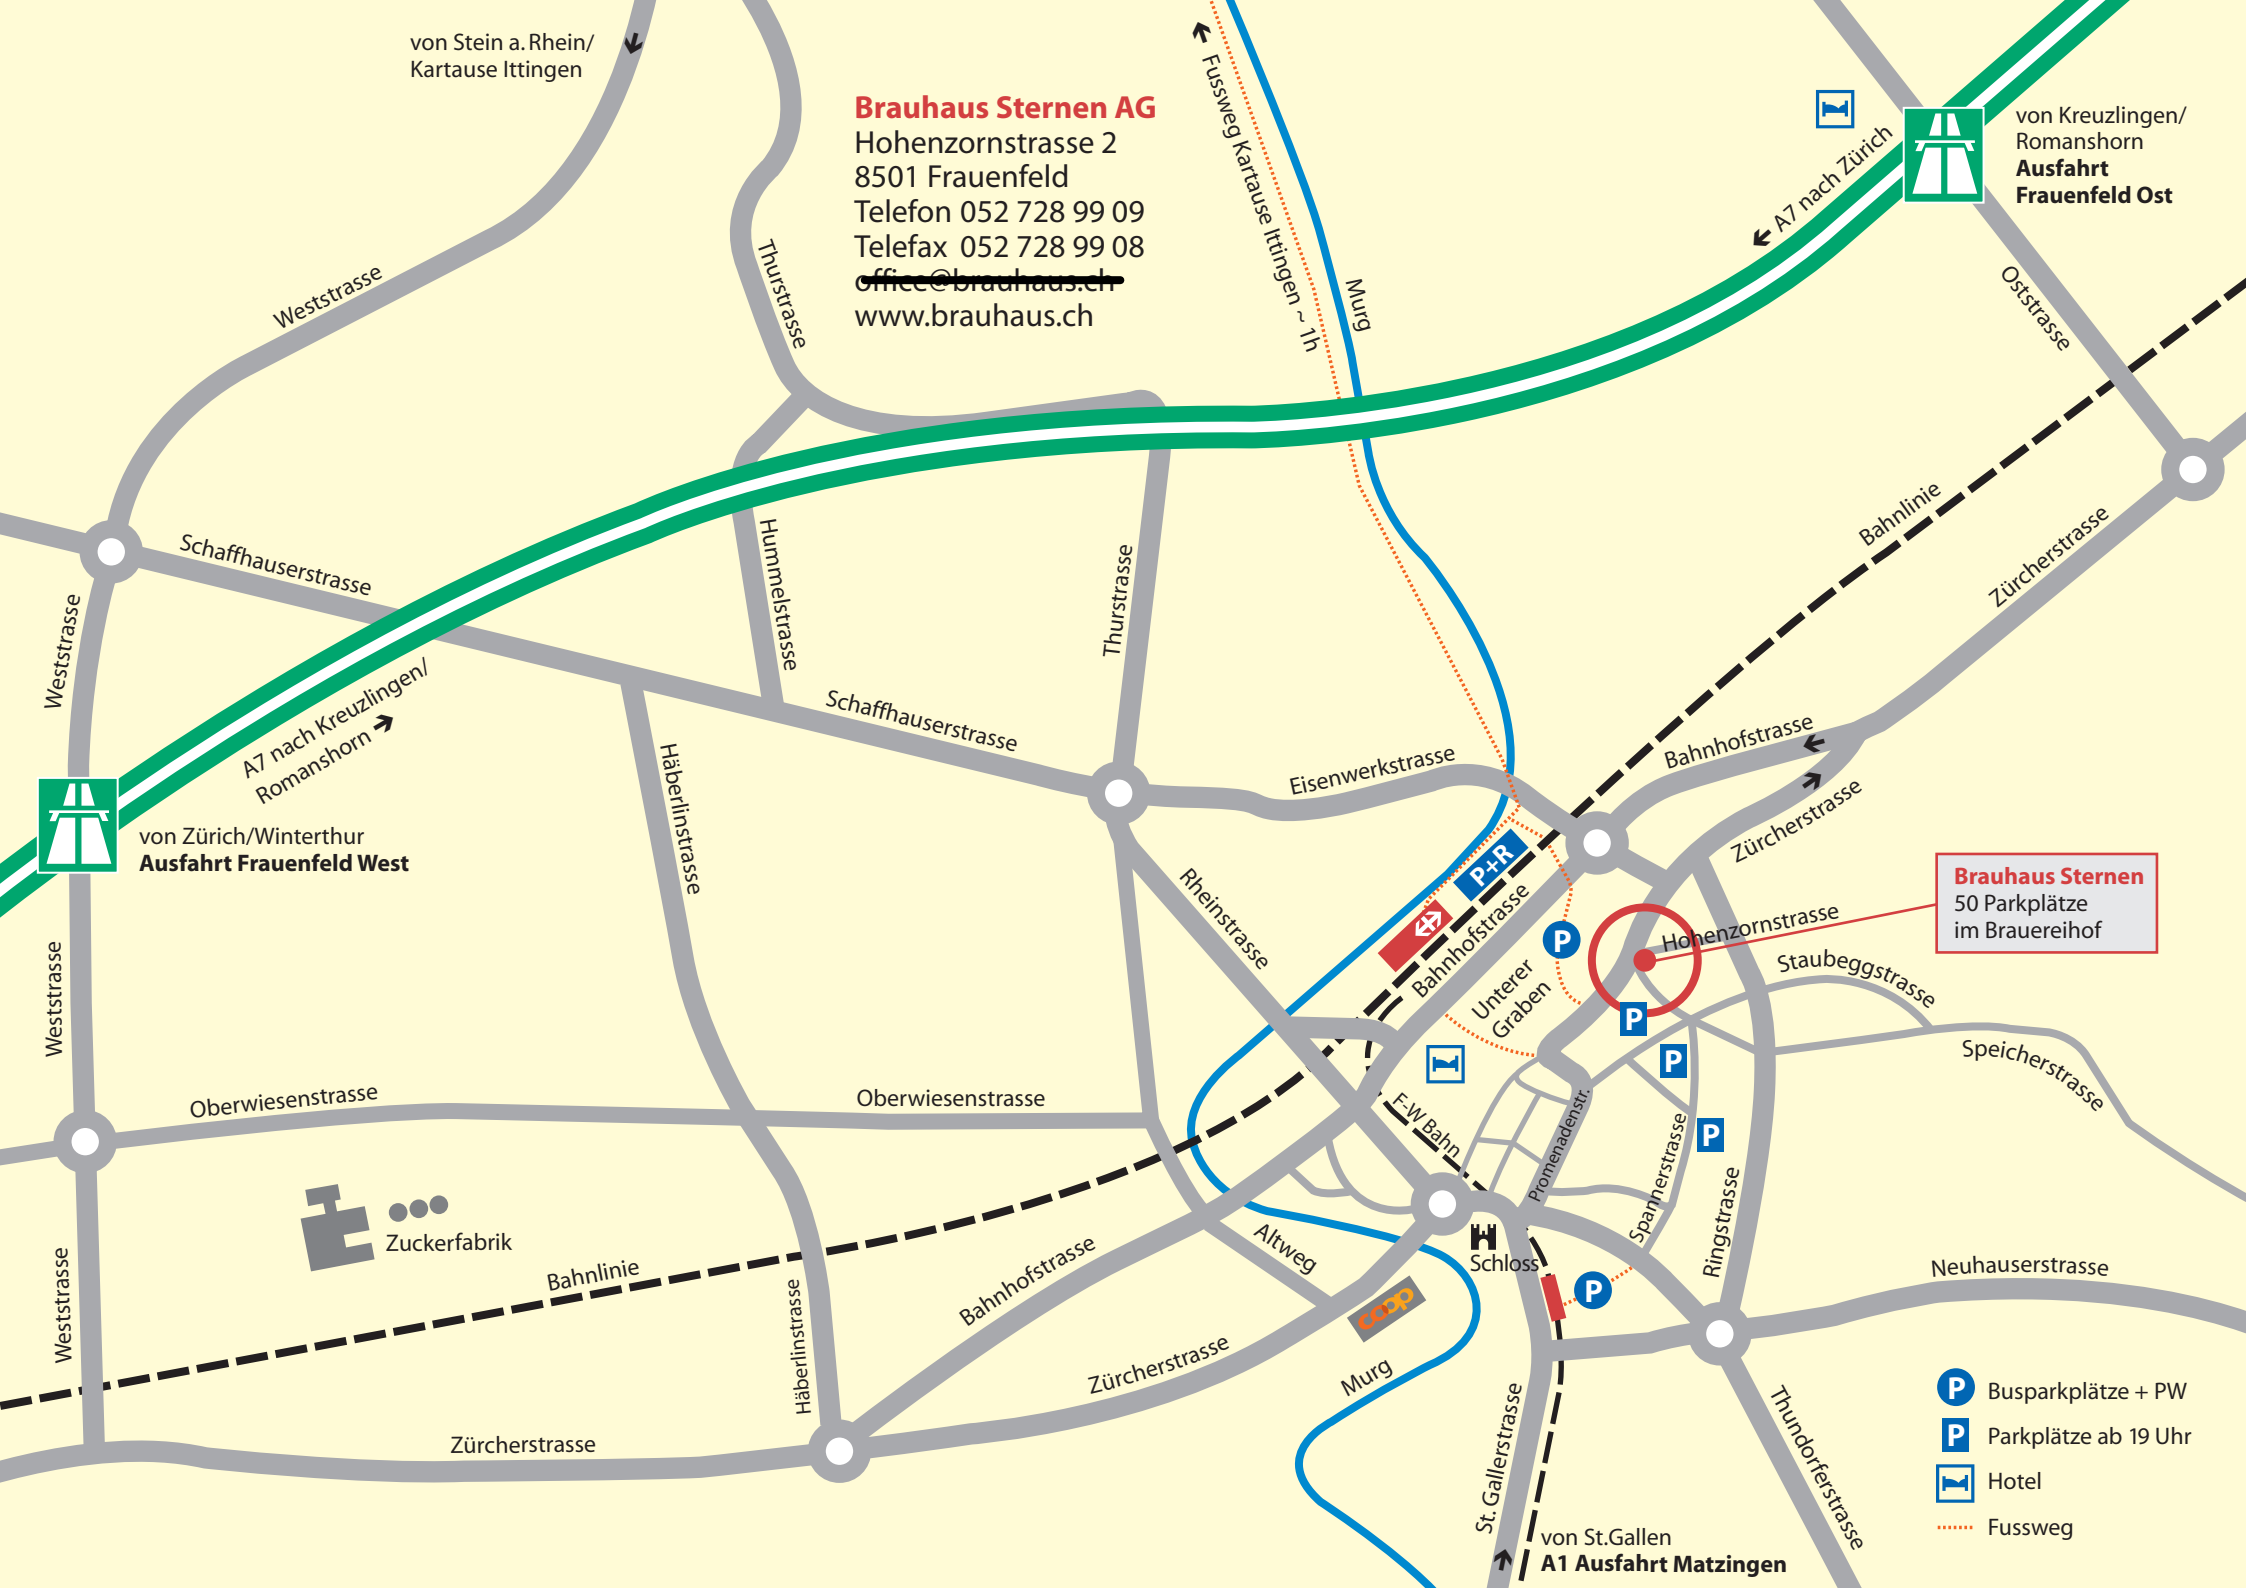 von Stein a. Rhein/
Kartause Ittingen
Brauhaus Sternen AG
Hohenzornstrasse 2
8501 Frauenfeld
Telefon 052 728 99 09
Telefax 052 728 99 08
office@brauhaus.ch
www.brauhaus.ch
Fussweg Kartause Ittingen ~ 1h
Murg
A7 nach Zürich
von Kreuzlingen/
Romanshorn
Ausfahrt
Frauenfeld Ost
Oststrasse
Weststrasse
Thurstrasse
Schaffhauserstrasse
Hummelstrasse
Thurstrasse
Bahnlinie
Zürcherstrasse
Weststrasse
A7 nach Kreuzlingen/
Romanshorn
Schaffhauserstrasse
Häberlinstrasse
Eisenwerkstrasse
Bahnhofstrasse
Zürcherstrasse
von Zürich/Winterthur
Ausfahrt Frauenfeld West
P+R
Rheinstrasse
Bahnhofstrasse
P
Unterer
Graben
Hohenzornstrasse
Brauhaus Sternen
50 Parkplätze
im Brauereihof
Staubeggstrasse
Speicherstrasse
P
P
P
Weststrasse
Oberwiesenstrasse
Oberwiesenstrasse
F-W Bahn
Promenadenstr.
Spannerstrasse
Ringstrasse
Zuckerfabrik
Bahnlinie
Weststrasse
Häberlinstrasse
Bahnhofstrasse
Altweg
Schloss
P
Neuhauserstrasse
coop
Zürcherstrasse
Murg
Zürcherstrasse
St. Gallerstrasse
Thundorferstrasse
von St.Gallen
A1 Ausfahrt Matzingen
P Busparkplätze + PW
P Parkplätze ab 19 Uhr
Hotel
Fussweg